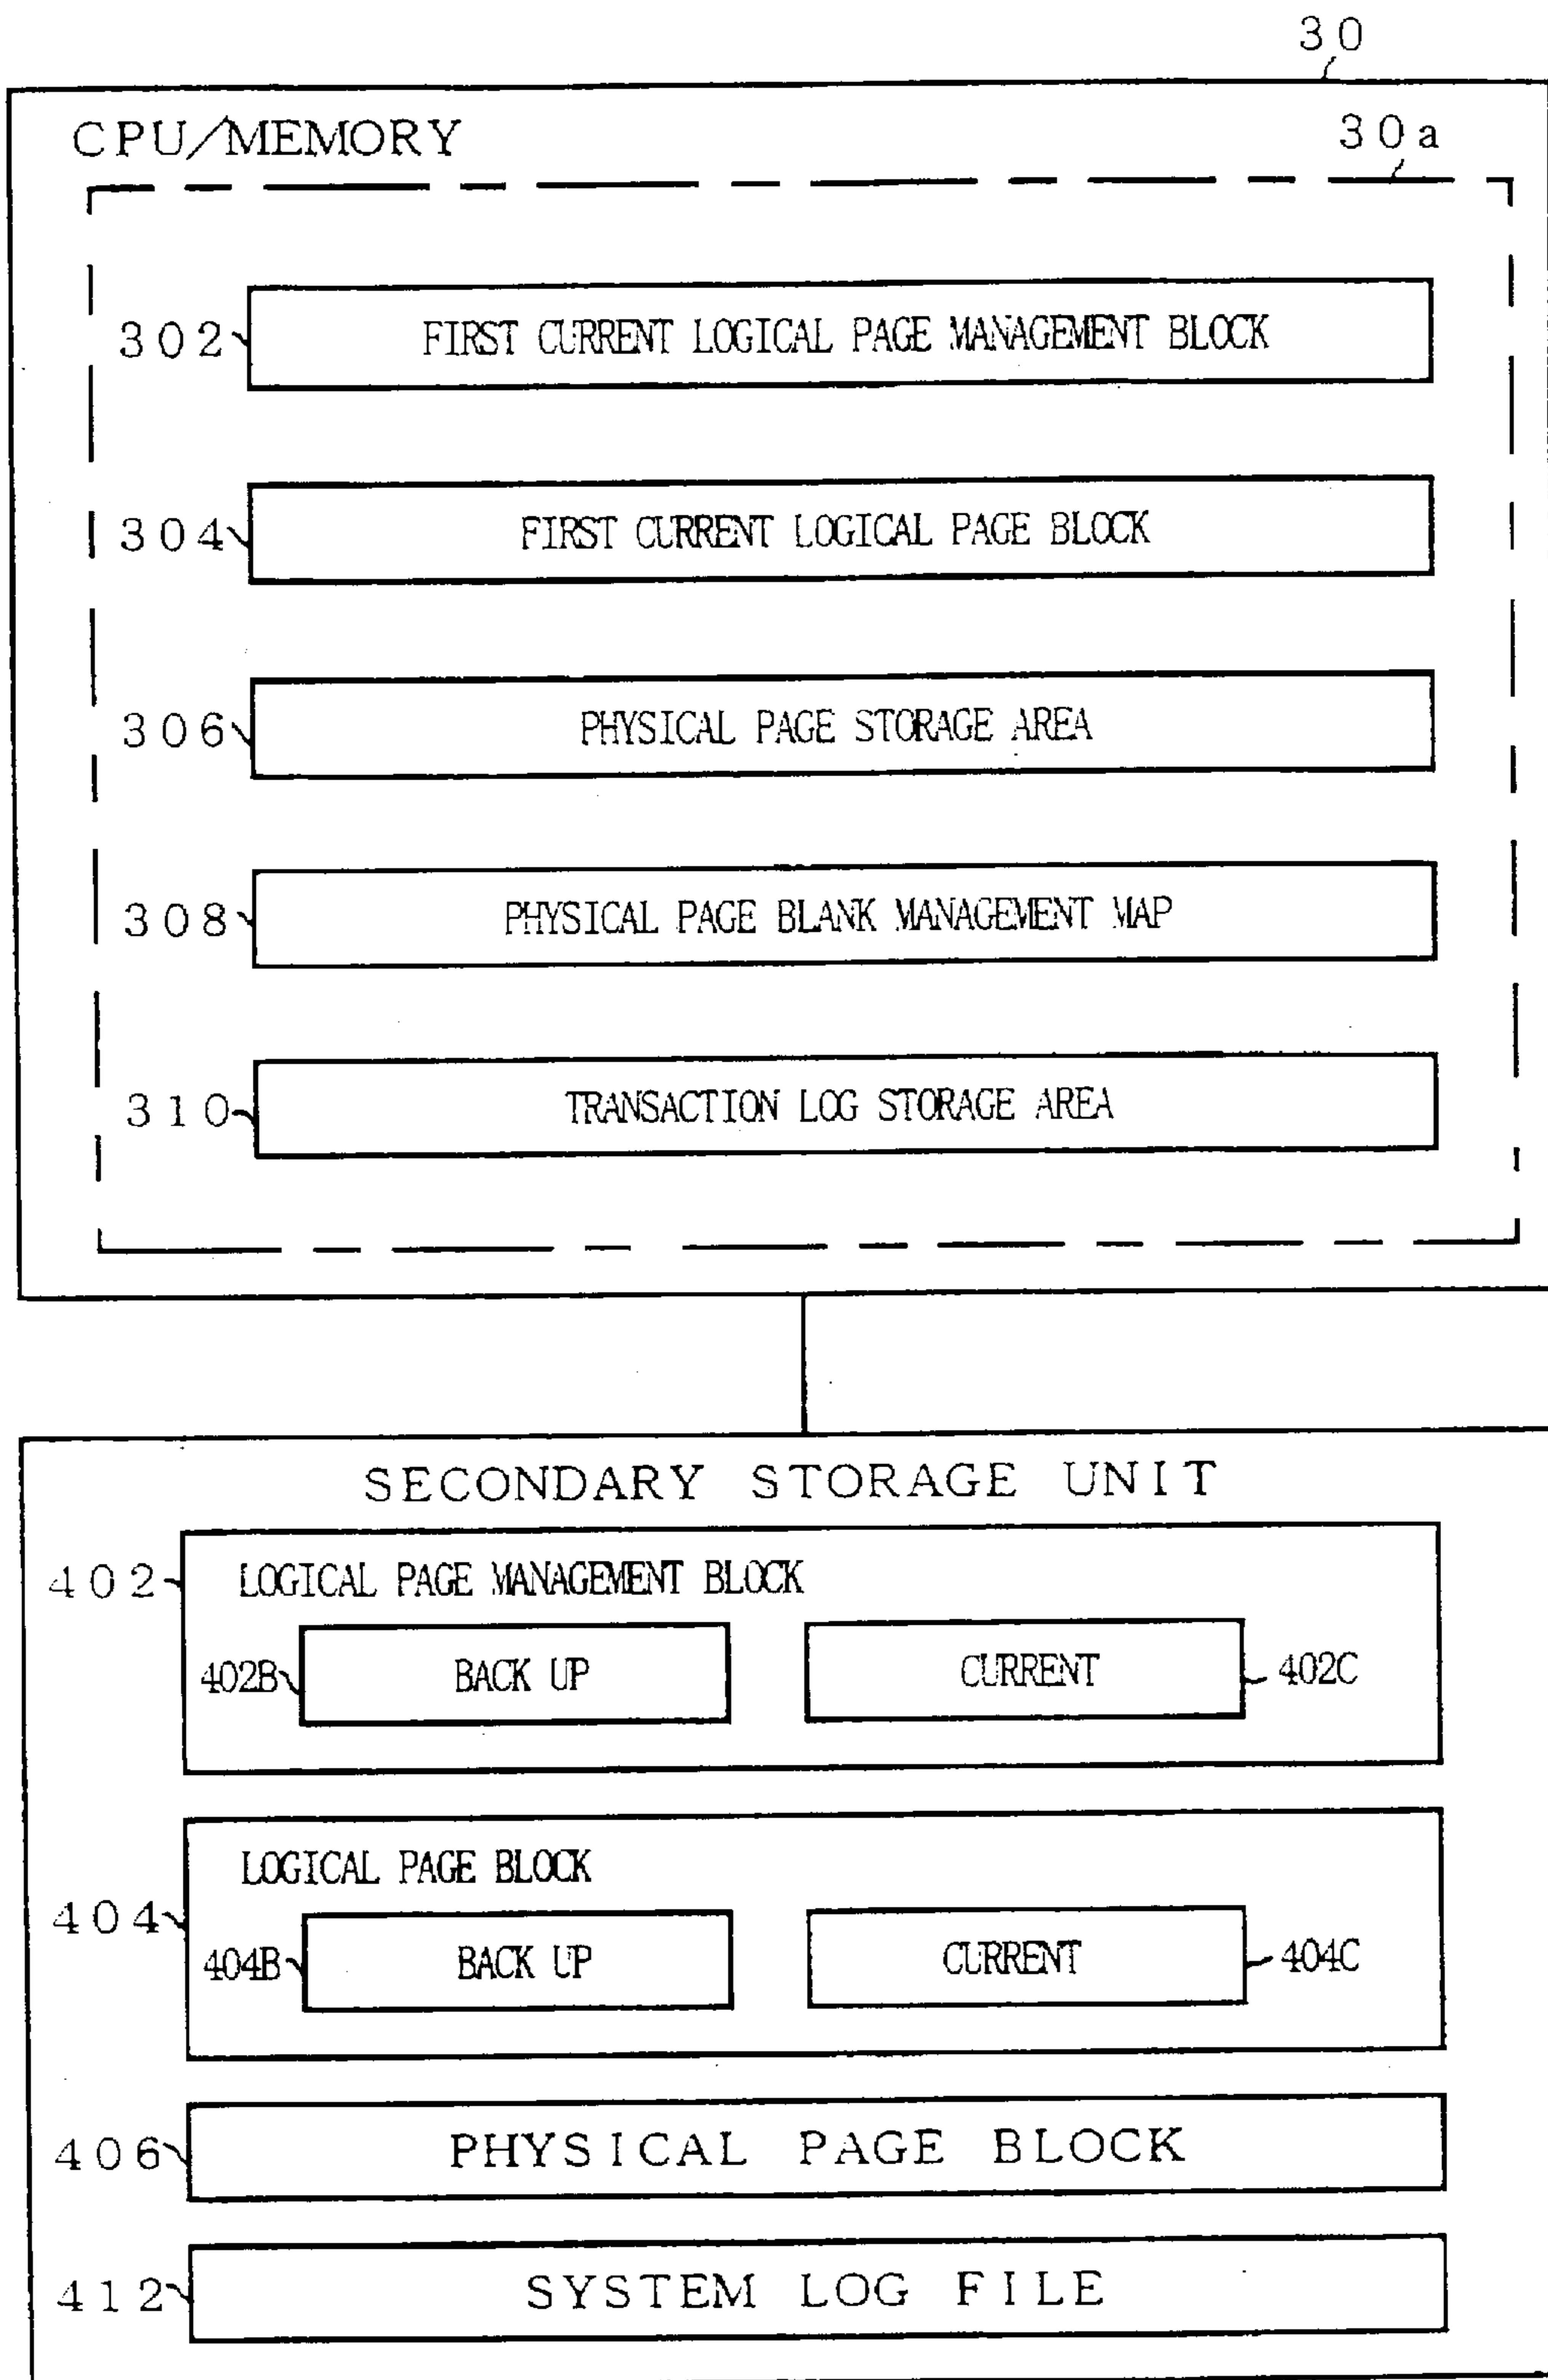 30
CPU/MEMORY
30a
302
FIRST CURRENT LOGICAL PAGE MANAGEMENT BLOCK
304
FIRST CURRENT LOGICAL PAGE BLOCK
306
PHYSICAL PAGE STORAGE AREA
308
PHYSICAL PAGE BLANK MANAGEMENT MAP
310
TRANSACTION LOG STORAGE AREA
SECONDARY STORAGE UNIT
402
LOGICAL PAGE MANAGEMENT BLOCK
402B BACK UP CURRENT 402C
LOGICAL PAGE BLOCK
404
404B BACK UP CURRENT 404C
406
PHYSICAL PAGE BLOCK
412
SYSTEM LOG FILE